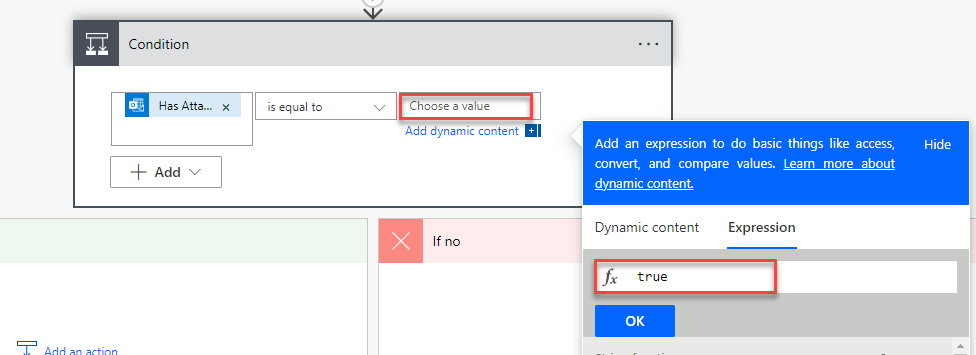 Condition
Has Atta... x
is equal to
Choose a value
Add dynamic content
Add
Add an expression to do basic things like access,
convert, and compare values. Learn more about
dynamic content.
Hide
Dynamic content
Expression
fx true
OK
If no
Add an action